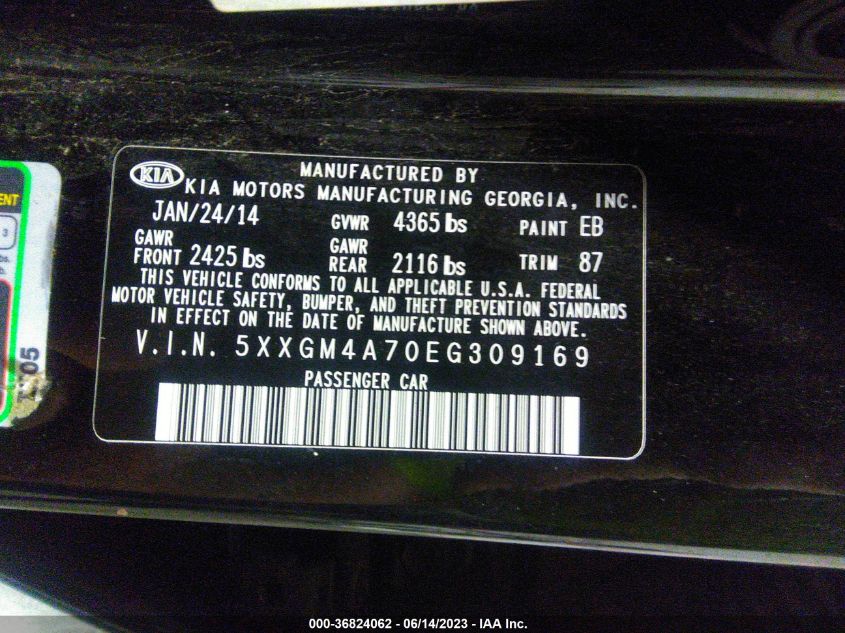 KIA
MANUFACTURED BY
KIA MOTORS MANUFACTURING GEORGIA, INC.
JAN/24/14 GVWR 4365 lbs PAINT EB
GAWR FRONT 2425 lbs GAWR REAR 2116 lbs TRIM 87
THIS VEHICLE CONFORMS TO ALL APPLICABLE U.S.A. FEDERAL
MOTOR VEHICLE SAFETY, BUMPER, AND THEFT PREVENTION STANDARDS
IN EFFECT ON THE DATE OF MANUFACTURE SHOWN ABOVE.
V.I.N. 5XXGM4A70EG309169
PASSENGER CAR
3
000-36824062 - 06/14/2023 - IAA Inc.